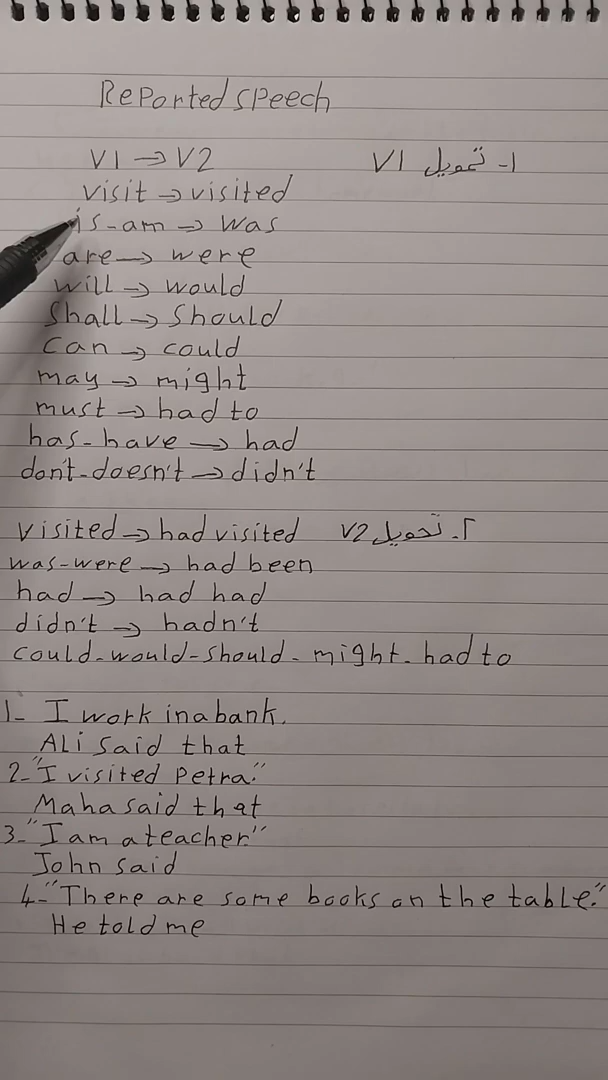 Reported speech
V1 → V2 ١- تحويل V1
visit → visited
is-am → was
are → were
will → would
Shall → Should
can → could
may → might
must → had to
has-have → had
don't-doesn't → didn't
Visited → had visited ٢- تحويل V2
was-were → had been
had → had had
didn't → hadn't
could-would-should-might-had to
1- I work in a bank.
ALi said that
2-"I visited Petra."
Maha said that
3-"I am a teacher."
John said
4-"There are some books on the table."
He told me